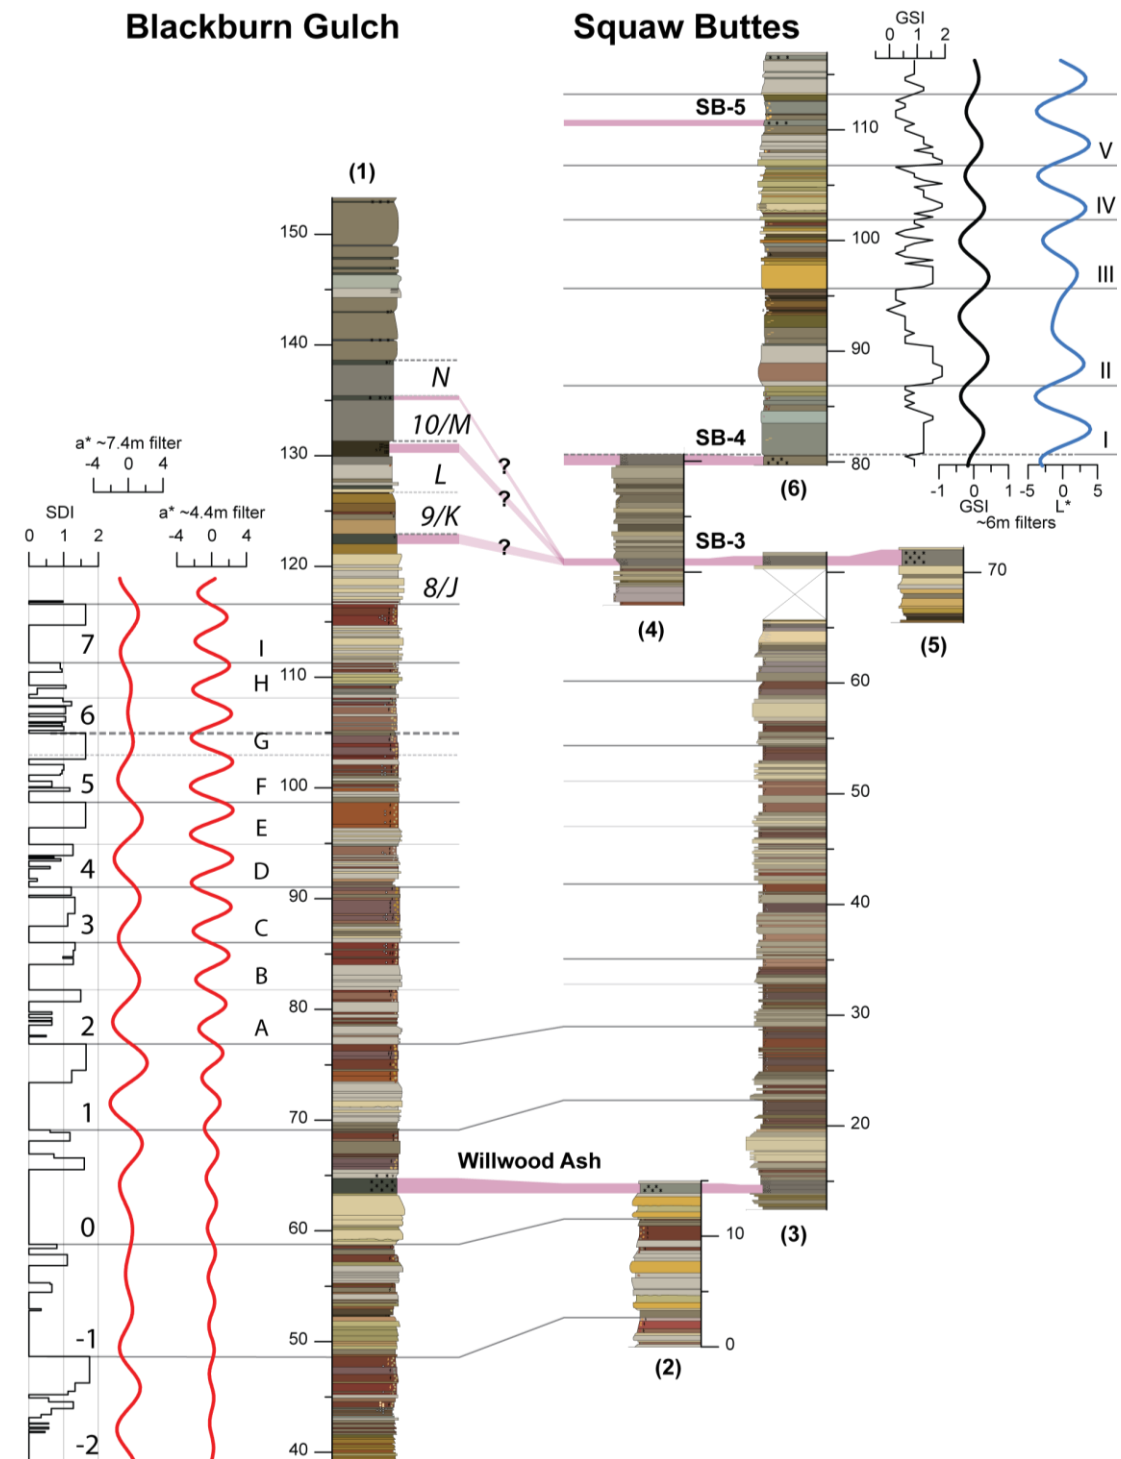 Blackburn Gulch
Squaw Buttes
GSI
0 1 2
SB-5
110
V
(1)
150
IV
100
III
140
N
90
II
a* ~7.4m filter
-4 0 4
10/M
SB-4
I
130
?
80
L
(6)
-1 0 1
-5 0 5
GSI
L*
~6m filters
SDI
a* ~4.4m filter
?
0 1 2
-4 0 4
9/K
SB-3
?
120
70
8/J
(4)
(5)
7
I
110
H
60
6
G
5
F
100
50
E
4
D
90
40
3
C
B
80
30
2
A
1
70
20
Willwood Ash
0
60
10
(3)
-1
50
0
(2)
-2
40